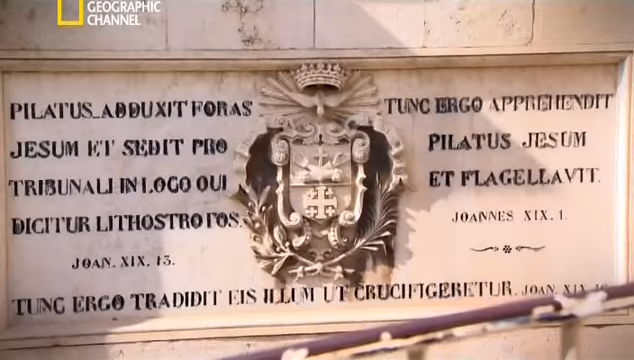 NATIONAL
GEOGRAPHIC
CHANNEL
PILATUS ADDUXIT FORAS
JESUM ET SEDIT PRO
TRIBUNALI IN LOCO QUI
DICITUR LITHOSTROTOS.
JOAN. XIX. 13.
TUNC ERGO APPREHENDIT
PILATUS JESUM
ET FLAGELLAVIT.
JOANNES XIX. 1.
TUNC ERGO TRADIDIT EIS ILLUM UT CRUCIFIGERETUR. JOAN. XIX.